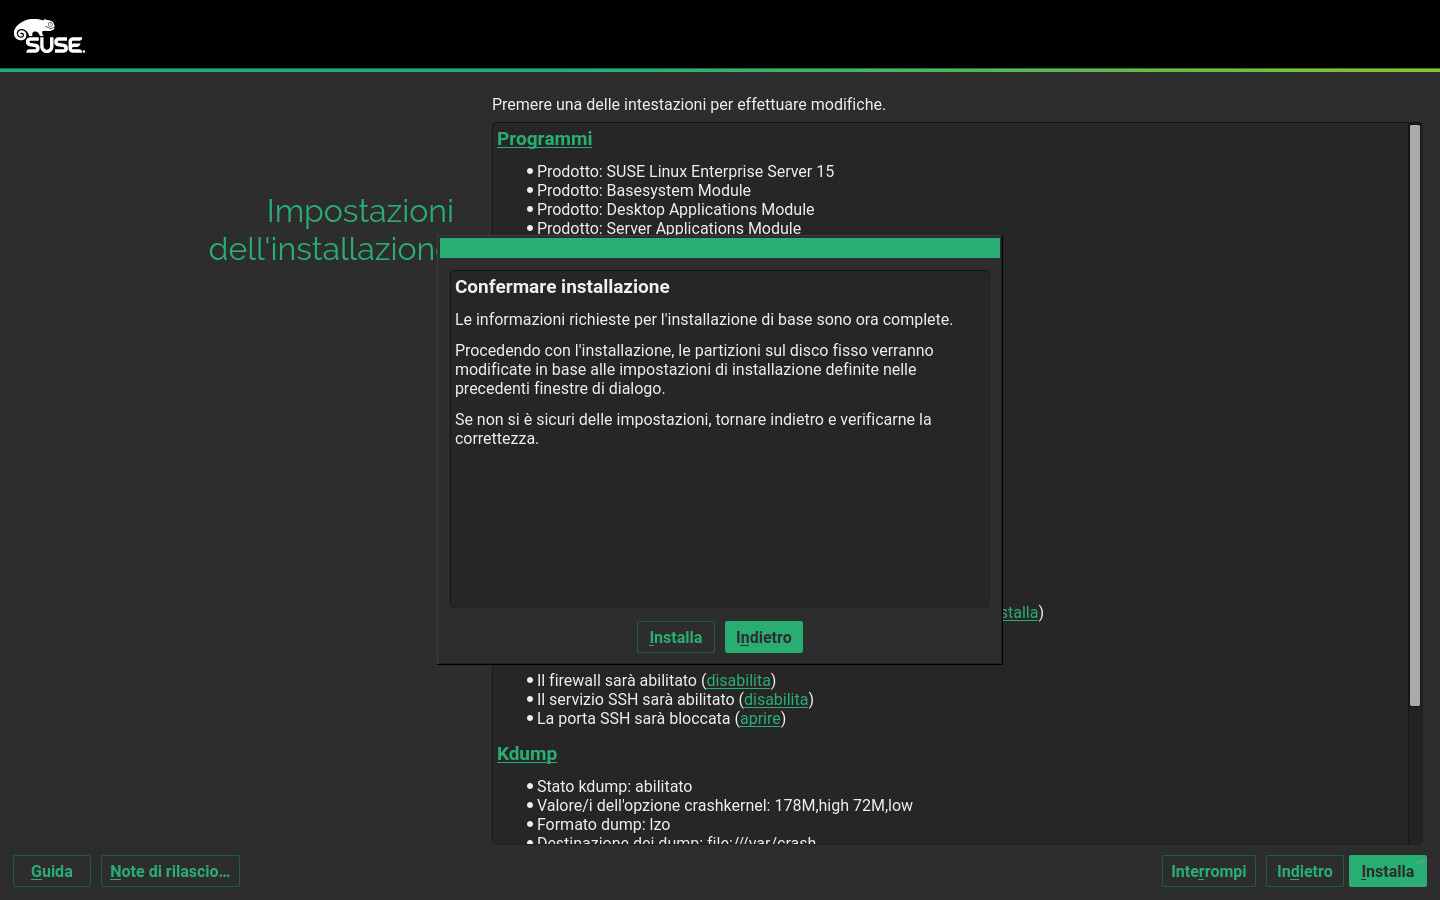 SUSE
Premere una delle intestazioni per effettuare modifiche.
Impostazioni
dell'installazion
Programmi
Prodotto: SUSE Linux Enterprise Server 15
Prodotto: Basesystem Module
Prodotto: Desktop Applications Module
Prodotto: Server Applications Module
Confermare installazione
Le informazioni richieste per l'installazione di base sono ora complete.
Procedendo con l'installazione, le partizioni sul disco fisso verranno
modificate in base alle impostazioni di installazione definite nelle
precedenti finestre di dialogo.
Se non si è sicuri delle impostazioni, tornare indietro e verificarne la
correttezza.
stalla)
Installa Indietro
Il firewall sarà abilitato (disabilita)
Il servizio SSH sarà abilitato (disabilita)
La porta SSH sarà bloccata (aprire)
Kdump
Stato kdump: abilitato
Valore/i dell'opzione crashkernel: 178M,high 72M,low
Formato dump: lzo
Destinazione dei dump: file:///var/crash
Guida Note di rilascio... Interrompi Indietro Installa